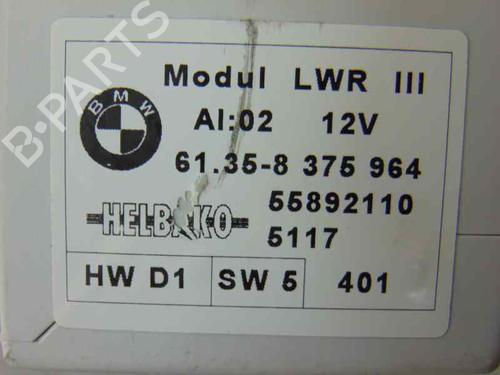 Modul LWR III
BMW
AI:02 12V
61.35-8 375 964
55892110
HELBAKO
5117
HW D1 SW 5 401
B-PARTS